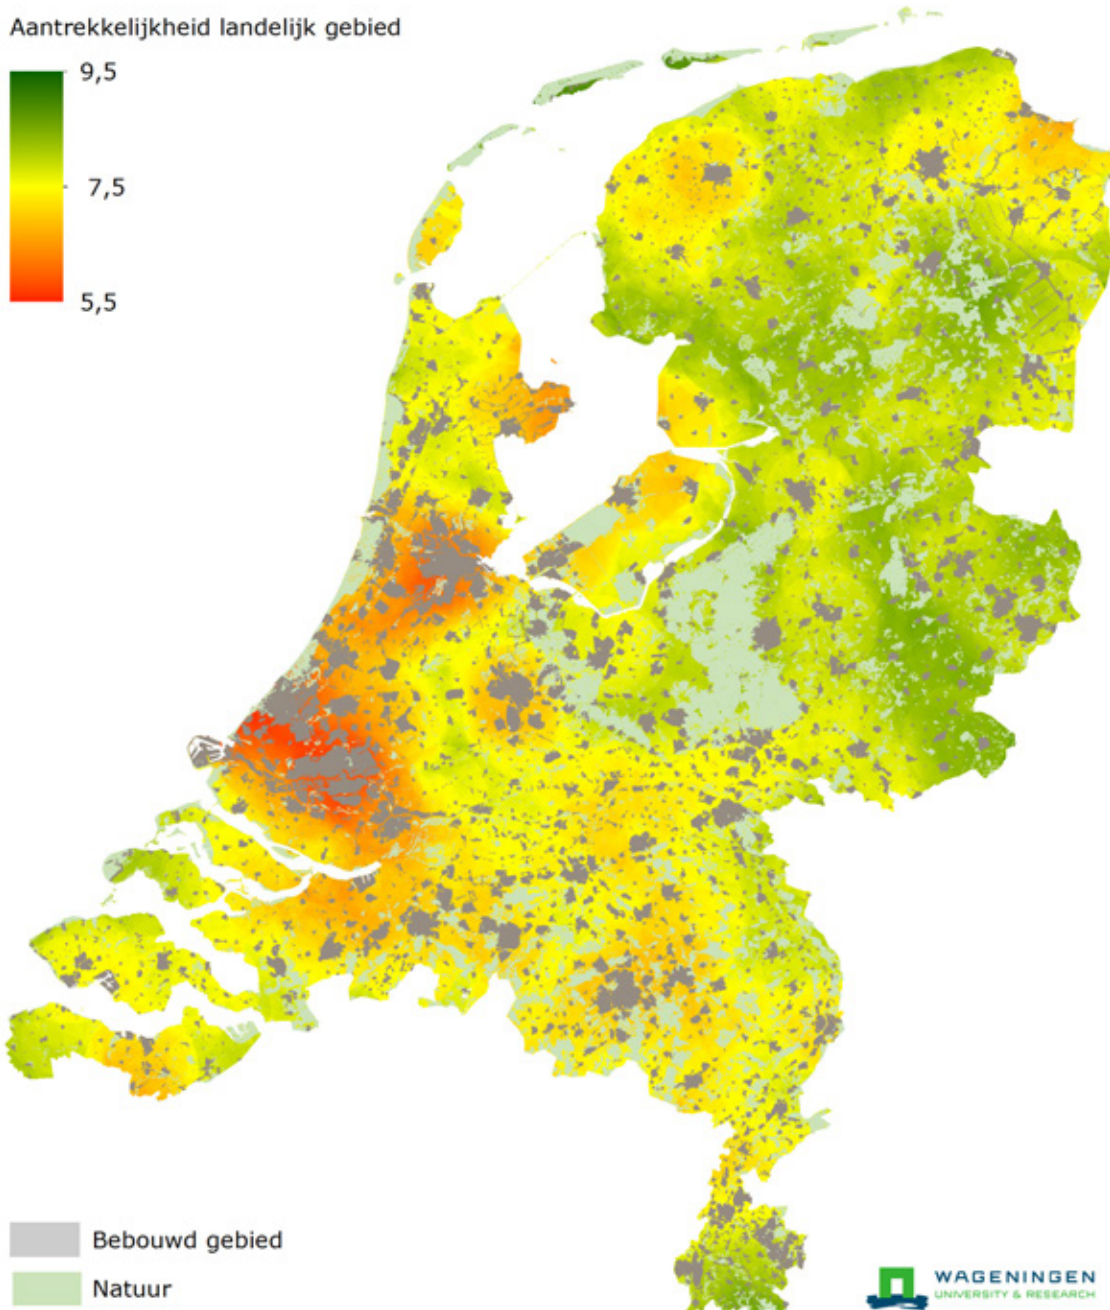 Aantrekkelijkheid landelijk gebied
9,5
7,5
5,5
Bebouwd gebied
Natuur
WAGENINGEN
UNIVERSITY & RESEARCH